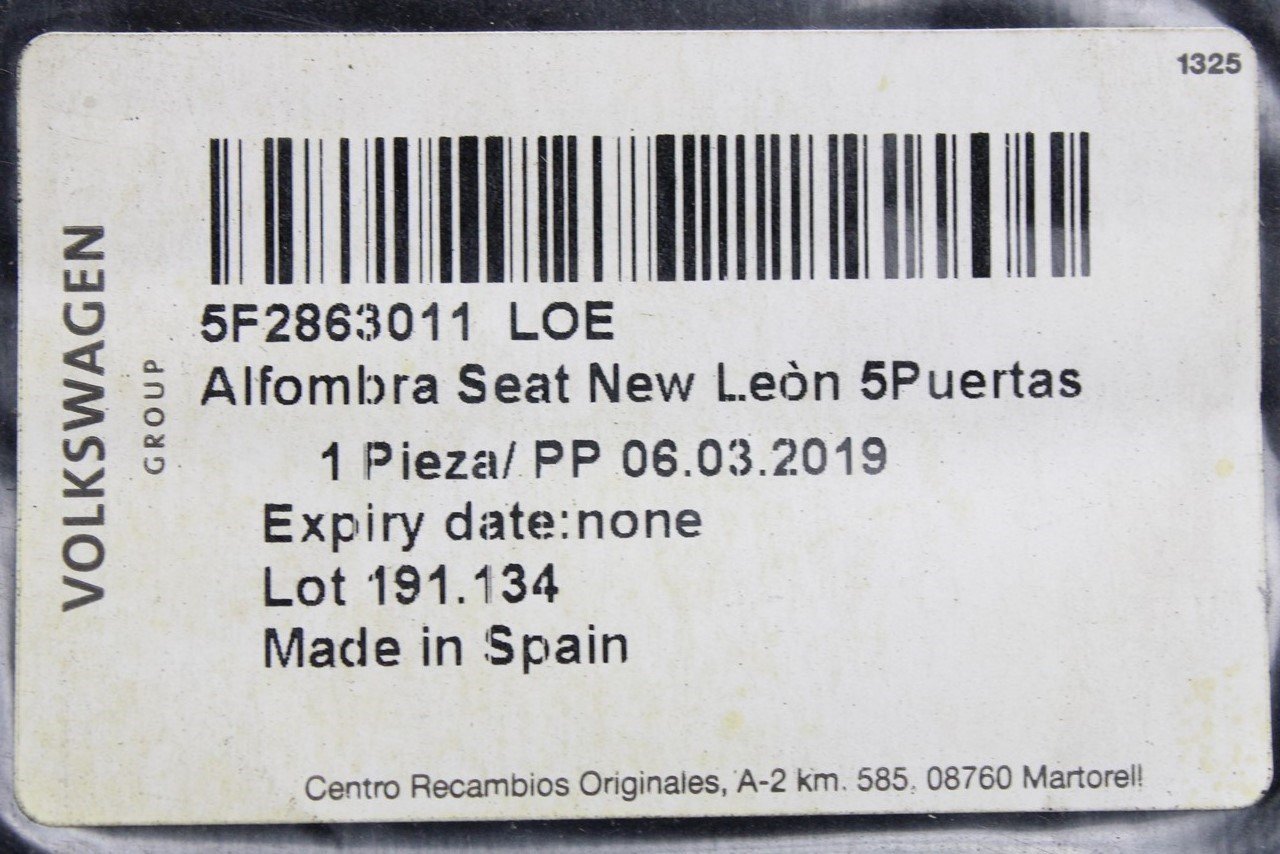 1325
VOLKSWAGEN
GROUP
5F2863011 LOE
Alfombra Seat New Leòn 5Puertas
1 Pieza/ PP 06.03.2019
Expiry date:none
Lot 191.134
Made in Spain
Centro Recambios Originales, A-2 km. 585, 08760 Martorell